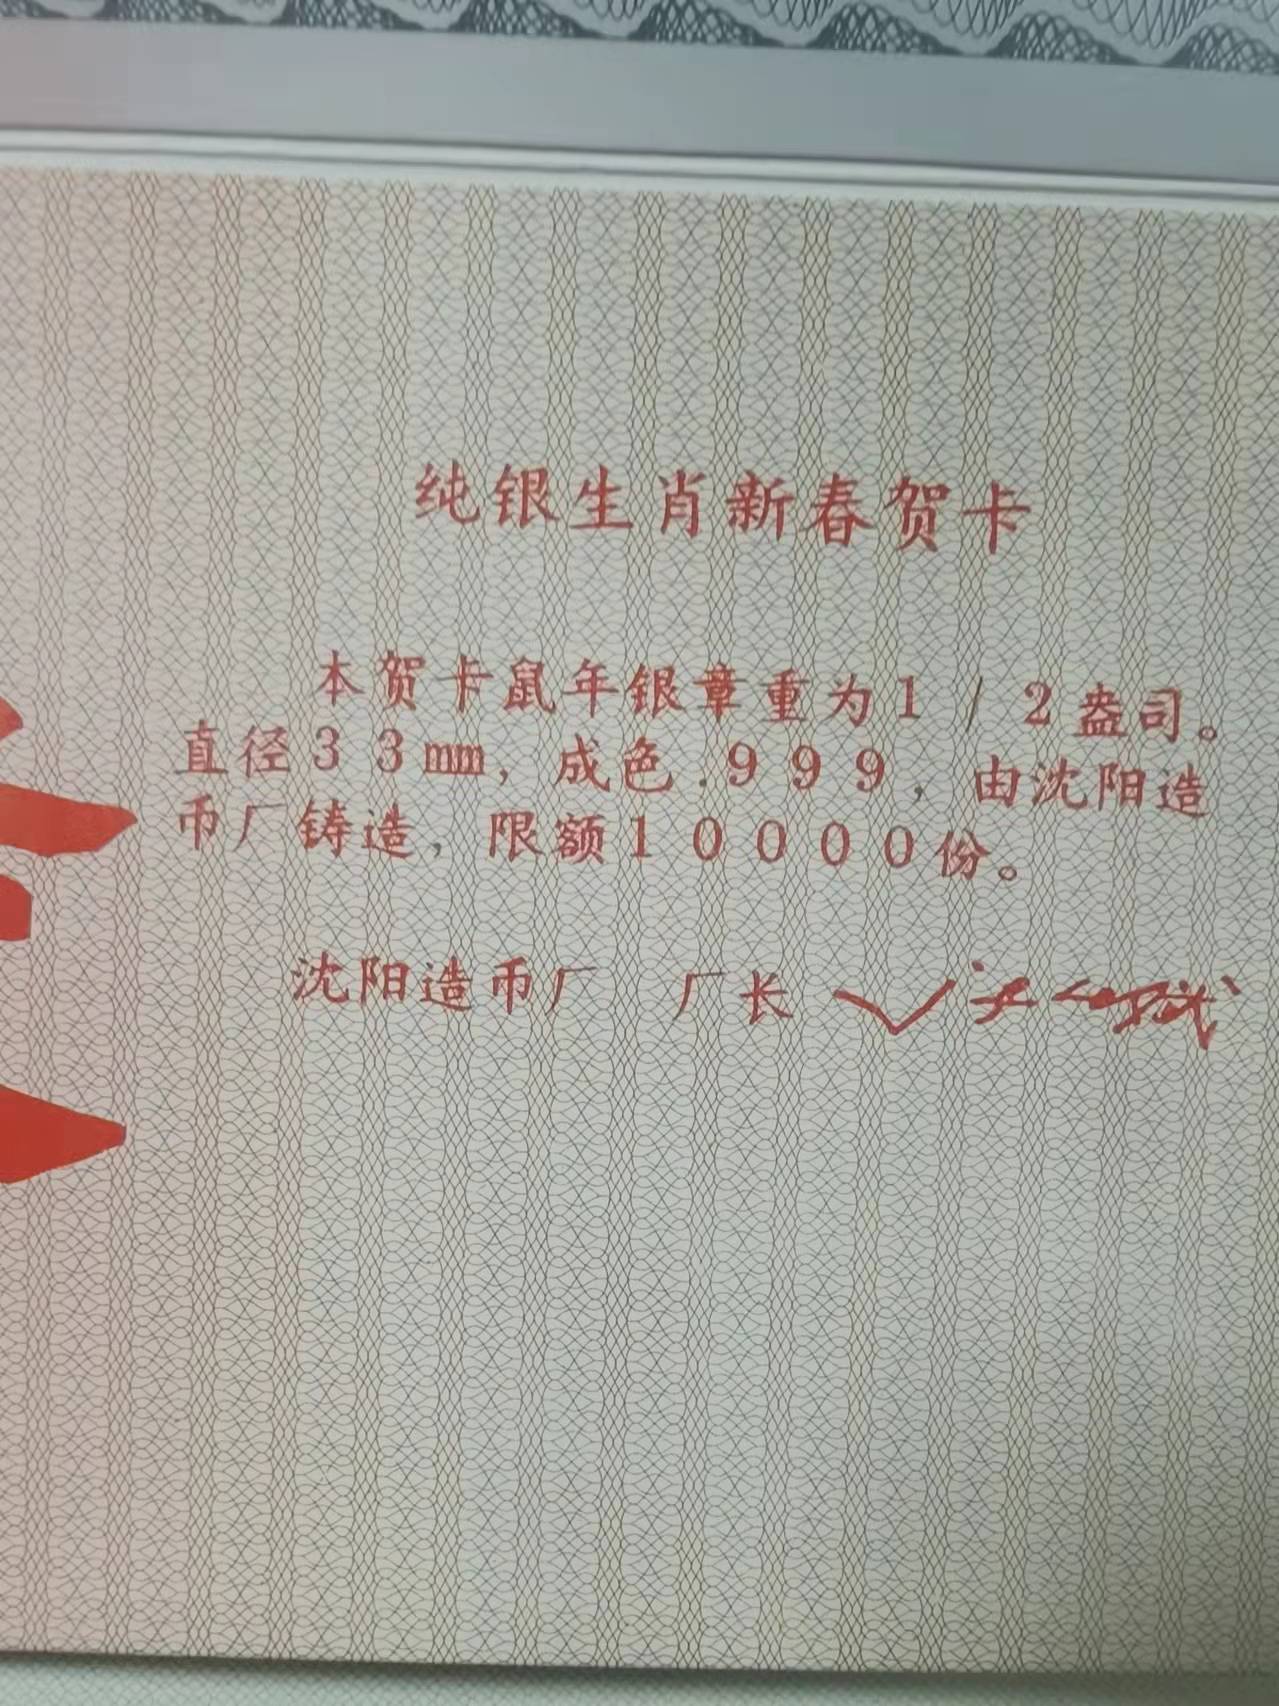 纯银生肖新春贺卡
本贺卡鼠年银章重为1/2盎司。
直径33mm，成色.999，由沈阳造
币厂铸造，限额10000份。
沈阳造币厂 厂长